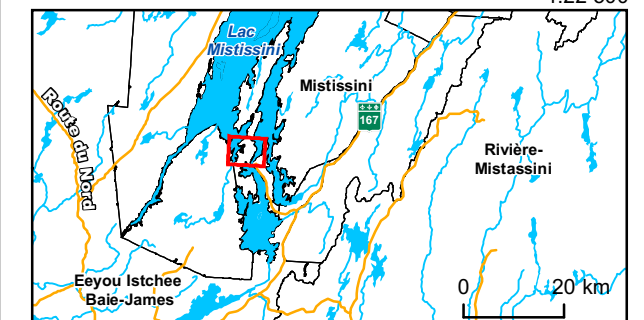 Lac
Mistissini
Mistissini
167
Route du Nord
Rivière-
Mistassini
Eeyou Istchee
Baie-James
0 20 km